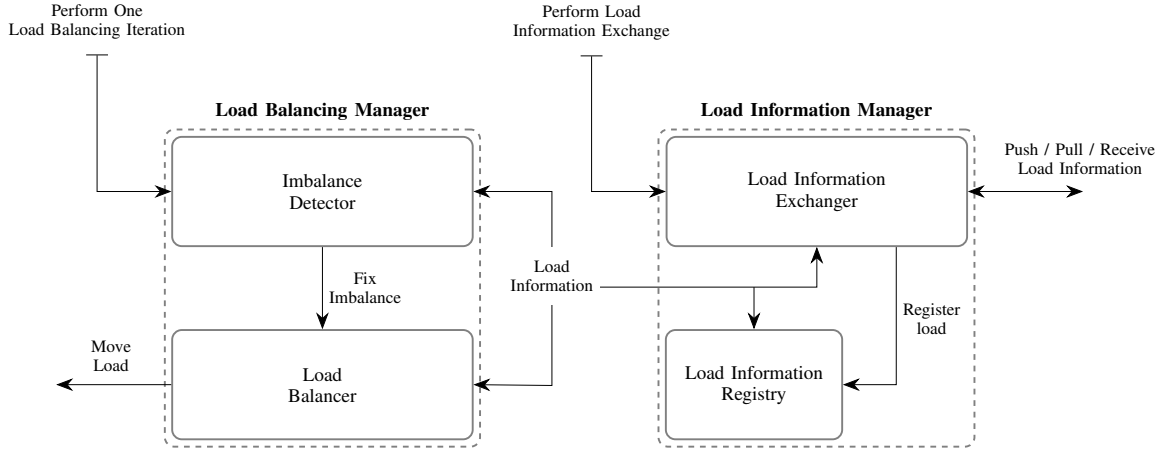 Perform One
Load Balancing Iteration
Perform Load
Information Exchange
Load Balancing Manager
Load Information Manager
Imbalance
Detector
Load Information
Exchanger
Push / Pull / Receive
Load Information
Fix
Imbalance
Load
Information
Register
load
Move
Load
Load
Balancer
Load Information
Registry